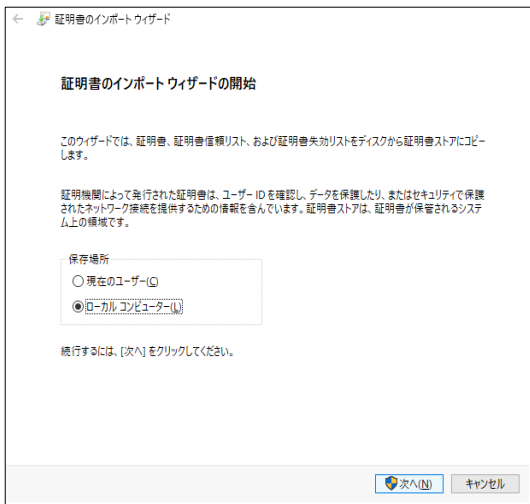 証明書のインポート ウィザード
証明書のインポート ウィザードの開始
このウィザードでは、証明書、証明書信頼リスト、および証明書失効リストをディスクから証明書ストアにコピー
します。
証明機関によって発行された証明書は、ユーザー ID を確認し、データを保護したり、またはセキュリティで保護
されたネットワーク接続を提供するための情報を含んでいます。証明書ストアは、証明書が保管されるシステ
ム上の領域です。
保存場所
現在のユーザー(C)
ローカル コンピューター(L)
続行するには、[次へ] をクリックしてください。
次へ(N) キャンセル